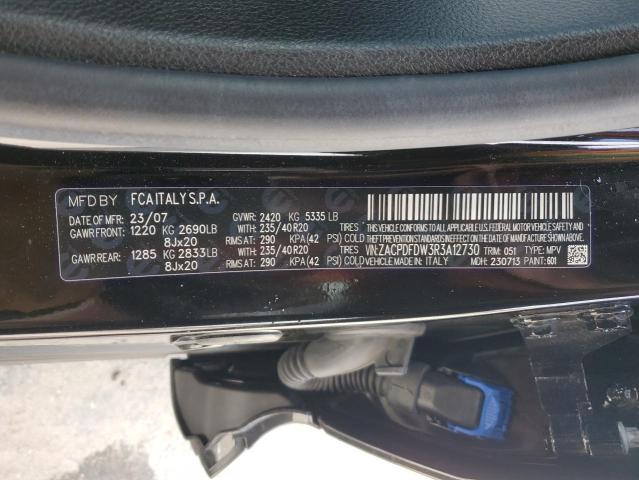 MFD BY FCA ITALY S.P.A.
DATE OF MFR: 23/07 GVWR: 2420 KG 5335 LB
GAWR FRONT: 1220 KG 2690LB WITH TIRES 235/40R20
8Jx20 RIMS AT: 290 KPA(42 PSI) COLD
GAWR REAR: 1285 KG 2833LB WITH TIRES 235/40R20
8Jx20 RIMS AT: 290 KPA(42 PSI) COLD
THIS VEHICLE CONFORMS TO ALL APPLICABLE U.S. FEDERAL MOTOR VEHICLE
SAFETY, BUMPER, AND THEFT PREVENTION STANDARDS IN EFFECT ON THE DATE OF MANUFACTURE SHOWN ABOVE.
VIN: ZACPDFDW3R3A12730 TRIM: 051 TYPE: MPV
VEHICLE MADE IN: ITALY MDH: 230713 PAINT: 601